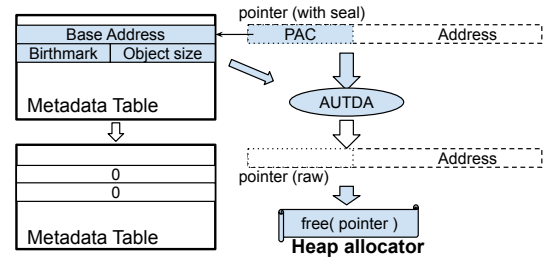 pointer (with seal)
Base Address
PAC
Address
Birthmark
Object size
AUTDA
Metadata Table
Address
0
pointer (raw)
0
free( pointer )
Metadata Table
Heap allocator